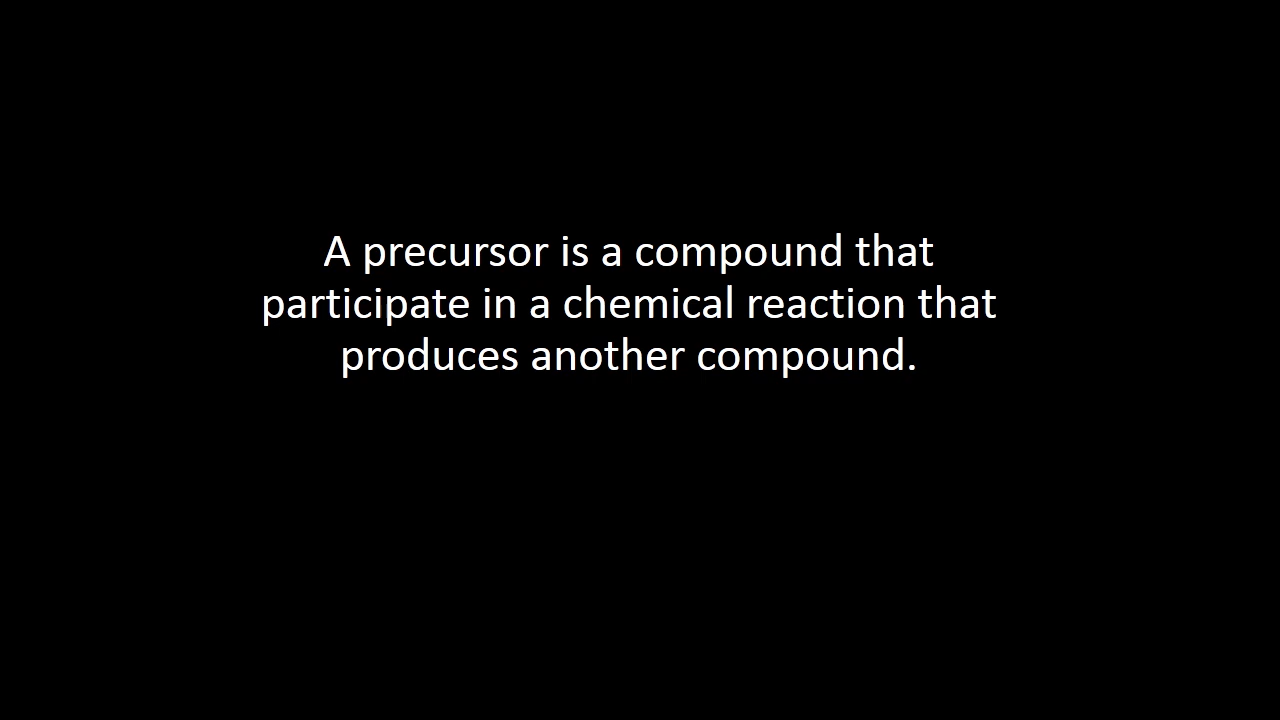 A precursor is a compound that
participate in a chemical reaction that
produces another compound.